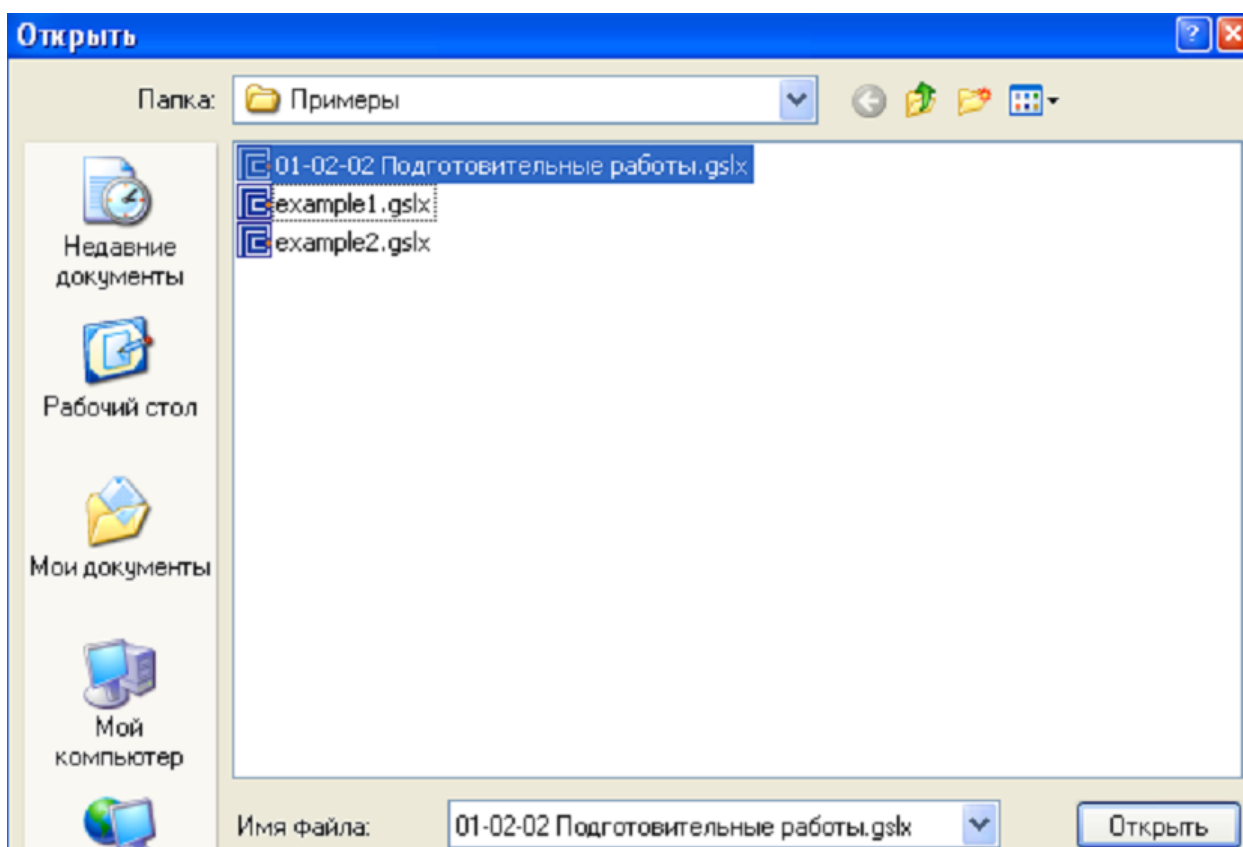 Открыть
Папка:
Примеры
01-02-02 Подготовительные работы.gslx
example1.gslx
example2.gslx
Недавние
документы
Рабочий стол
Мои документы
Мой
компьютер
Имя файла:
01-02-02 Подготовительные работы.gslx
Открыть